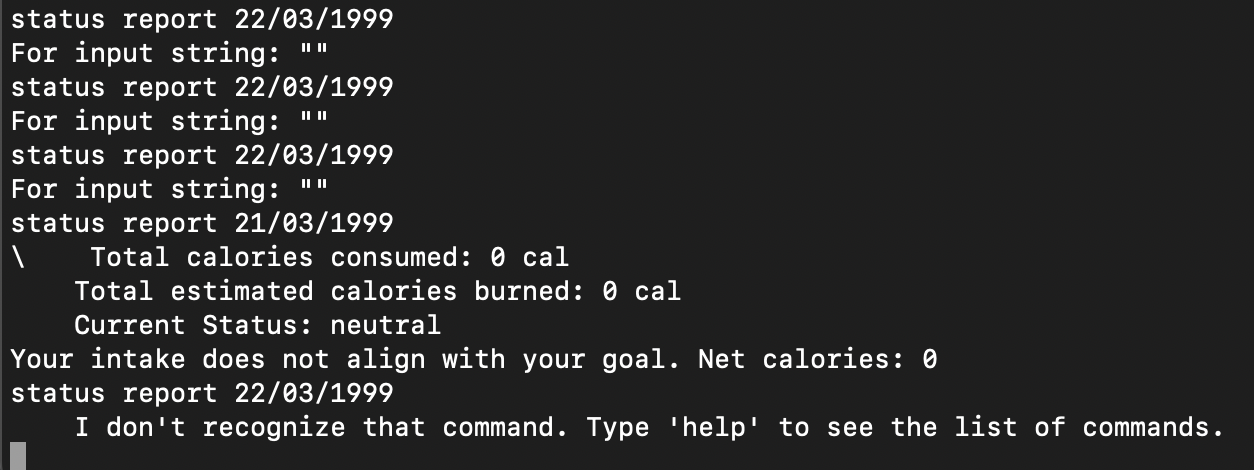 status report 22/03/1999
For input string: ""
status report 22/03/1999
For input string: ""
status report 22/03/1999
For input string: ""
status report 21/03/1999
\    Total calories consumed: 0 cal
    Total estimated calories burned: 0 cal
    Current Status: neutral
Your intake does not align with your goal. Net calories: 0
status report 22/03/1999
    I don't recognize that command. Type 'help' to see the list of commands.